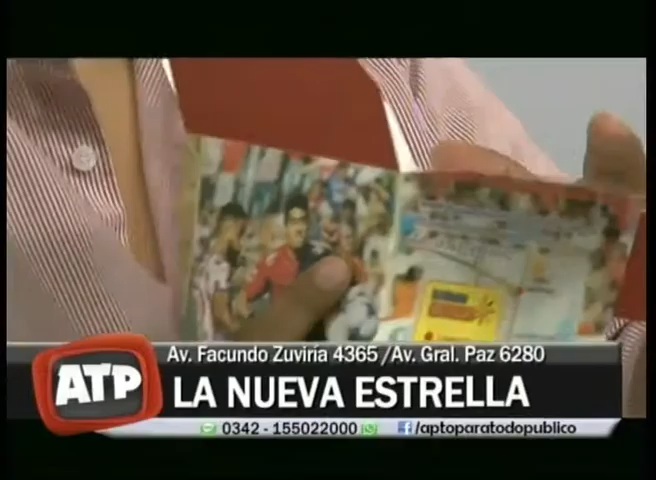 Av. Facundo Zuviría 4365/Av. Gral. Paz 6280
ATP
LA NUEVA ESTRELLA
0342 - 155022000
/aptoparatodopublico